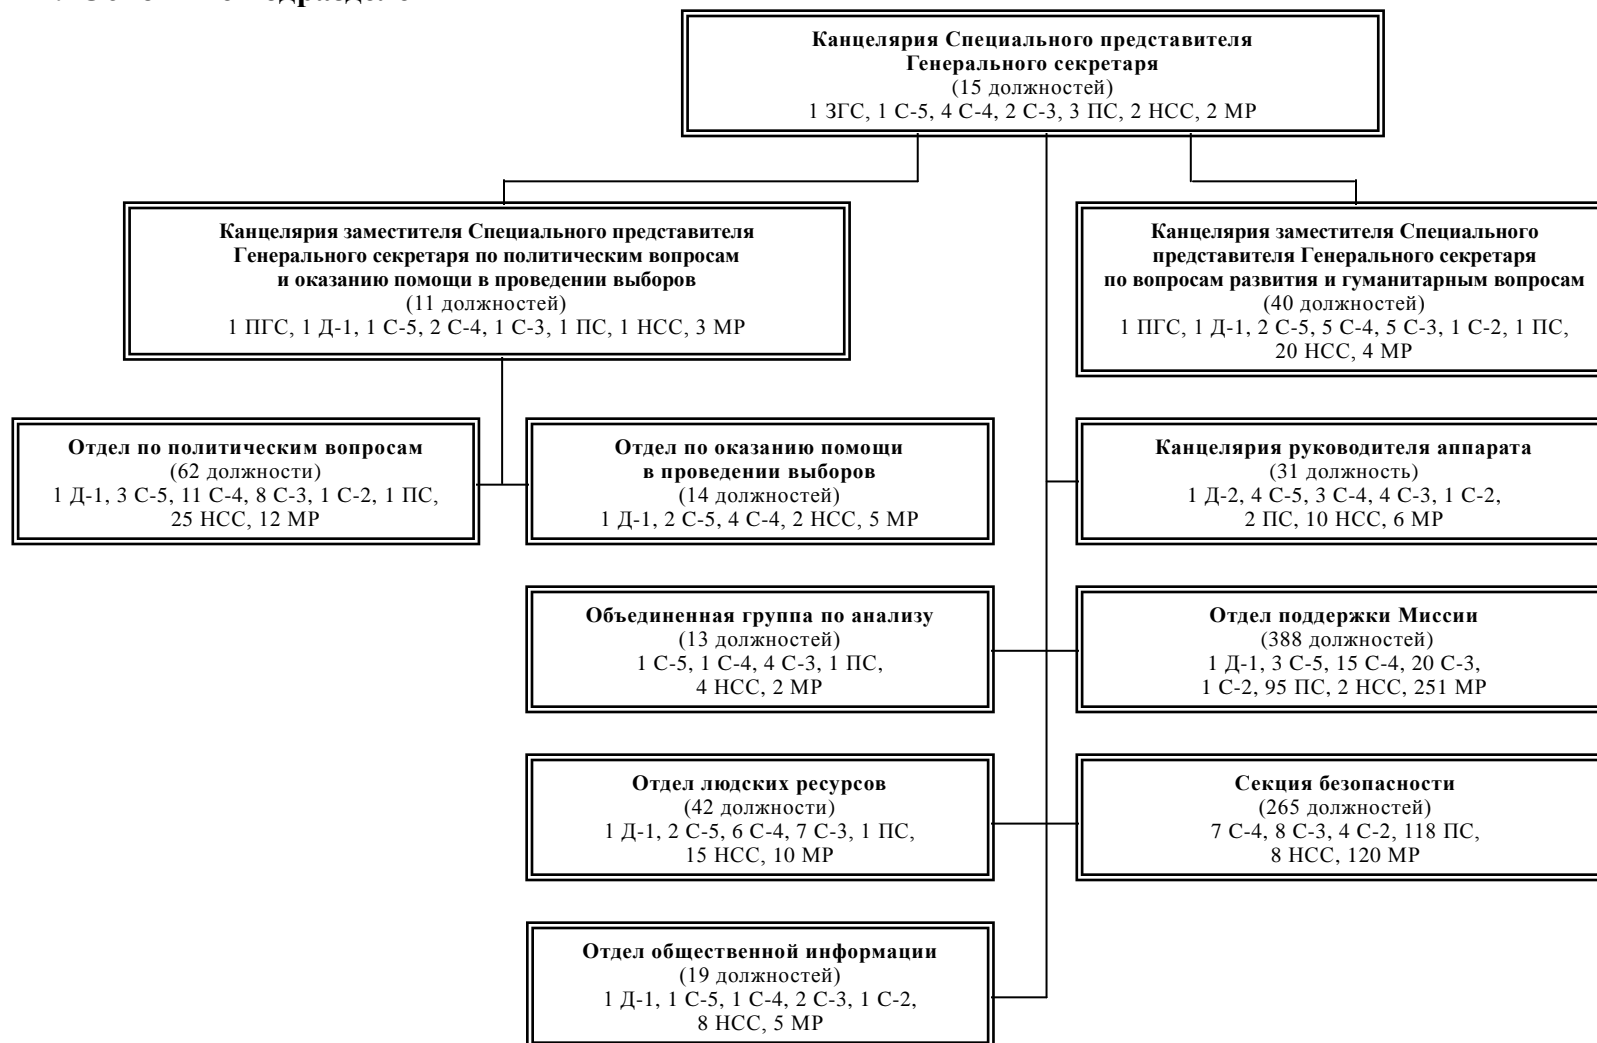 Канцелярия Специального представителя
Генерального секретаря
(15 должностей)
1 ЗГС, 1 С-5, 4 С-4, 2 С-3, 3 ПС, 2 НСС, 2 МР
Канцелярия заместителя Специального представителя
Генерального секретаря по политическим вопросам
и оказанию помощи в проведении выборов
(11 должностей)
1 ПГС, 1 Д-1, 1 С-5, 2 С-4, 1 С-3, 1 ПС, 1 НСС, 3 МР
Канцелярия заместителя Специального
представителя Генерального секретаря
по вопросам развития и гуманитарным вопросам
(40 должностей)
1 ПГС, 1 Д-1, 2 С-5, 5 С-4, 5 С-3, 1 С-2, 1 ПС,
20 НСС, 4 МР
Отдел по политическим вопросам
(62 должности)
1 Д-1, 3 С-5, 11 С-4, 8 С-3, 1 С-2, 1 ПС,
25 НСС, 12 МР
Отдел по оказанию помощи
в проведении выборов
(14 должностей)
1 Д-1, 2 С-5, 4 С-4, 2 НСС, 5 МР
Канцелярия руководителя аппарата
(31 должность)
1 Д-2, 4 С-5, 3 С-4, 4 С-3, 1 С-2,
2 ПС, 10 НСС, 6 МР
Объединенная группа по анализу
(13 должностей)
1 С-5, 1 С-4, 4 С-3, 1 ПС,
4 НСС, 2 МР
Отдел поддержки Миссии
(388 должностей)
1 Д-1, 3 С-5, 15 С-4, 20 С-3,
1 С-2, 95 ПС, 2 НСС, 251 МР
Отдел людских ресурсов
(42 должности)
1 Д-1, 2 С-5, 6 С-4, 7 С-3, 1 ПС,
15 НСС, 10 МР
Секция безопасности
(265 должностей)
7 С-4, 8 С-3, 4 С-2, 118 ПС,
8 НСС, 120 МР
Отдел общественной информации
(19 должностей)
1 Д-1, 1 С-5, 1 С-4, 2 С-3, 1 С-2,
8 НСС, 5 МР